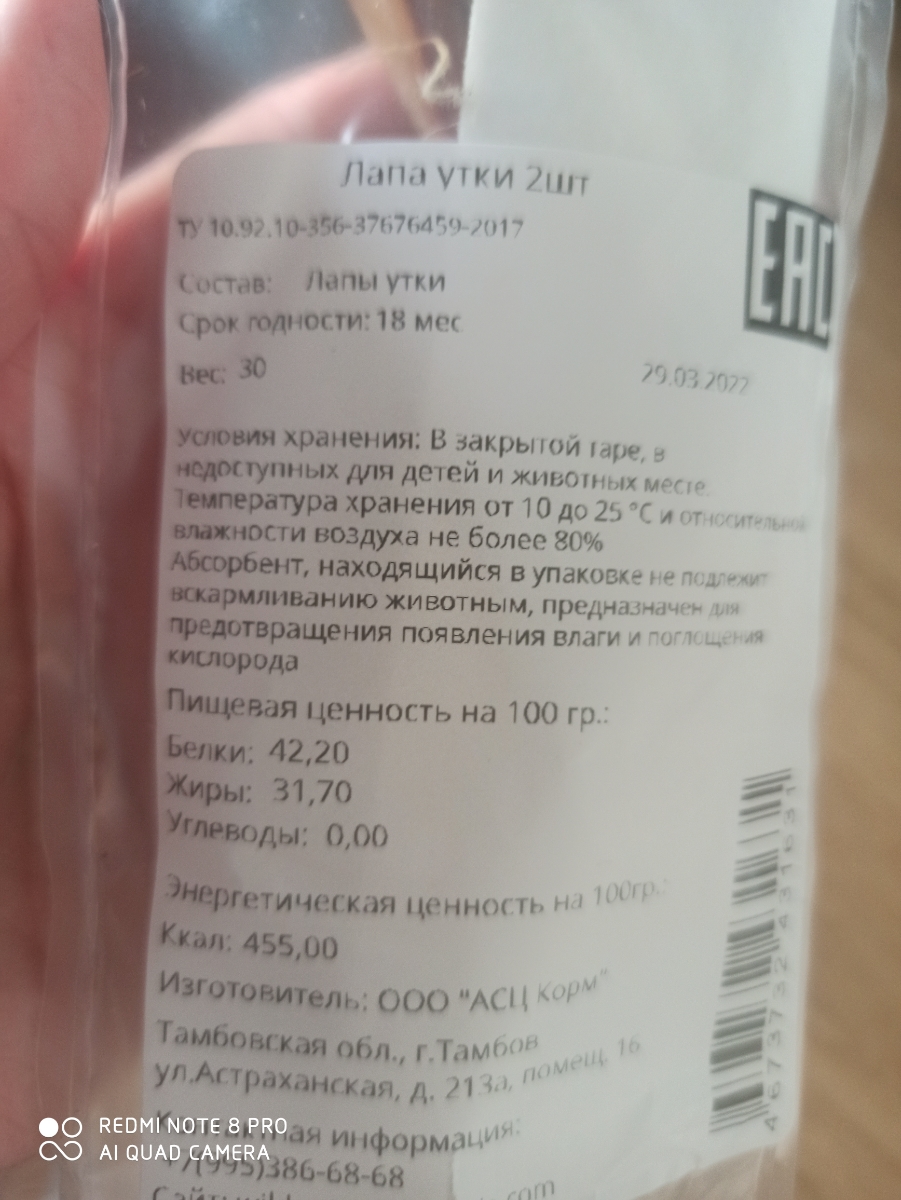 Лапа утки 2шт
ТУ 10.92.10-356-37676459-2017
EAC
Состав: Лапы утки
Срок годности: 18 мес
Вес: 30
29.03.2022
Условия хранения: В закрытой таре, в
недоступных для детей и животных месте.
Температура хранения от 10 до 25 °C и относительной
влажности воздуха не более 80%
Абсорбент, находящийся в упаковке не подлежит
вскармливанию животным, предназначен для
предотвращения появления влаги и поглощения
кислорода
Пищевая ценность на 100 гр.:
Белки: 42,20
Жиры: 31,70
Углеводы: 0,00
Энергетическая ценность на 100гр.:
Ккал: 455,00
Изготовитель: ООО "АСЦ Корм"
Тамбовская обл., г.Тамбов
ул.Астраханская, д. 213а, помещ. 16
Контактная информация:
+7(995)386-68-68
4673732431631
REDMI NOTE 8 PRO
AI QUAD CAMERA